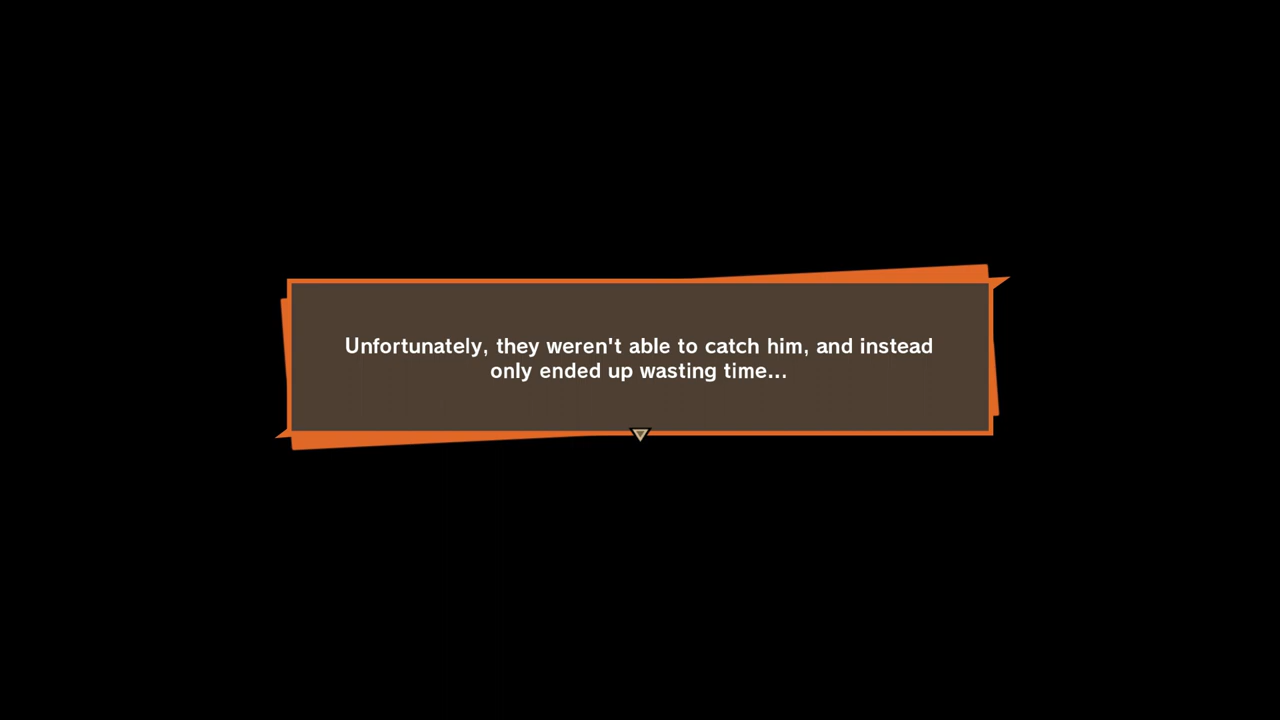 Unfortunately, they weren't able to catch him, and instead
only ended up wasting time...